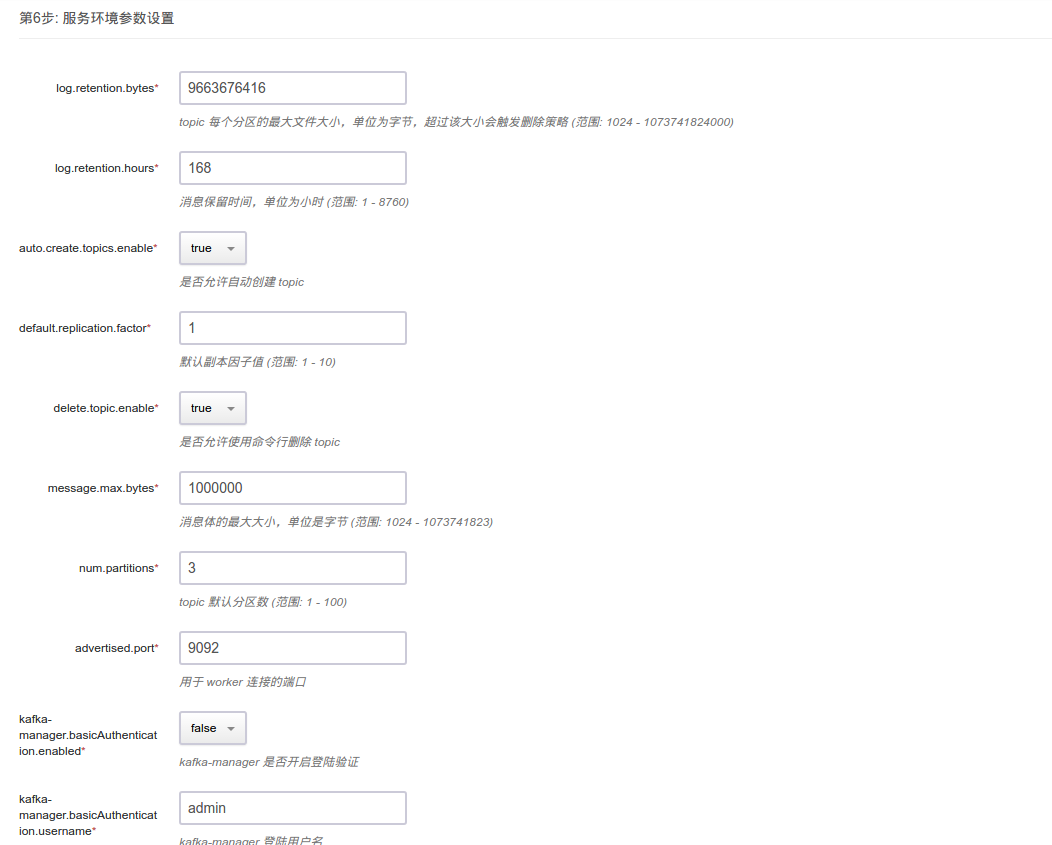 第6步: 服务环境参数设置
log.retention.bytes*
9663676416
topic 每个分区的最大文件大小，单位为字节，超过该大小会触发删除策略 (范围: 1024 - 1073741824000)
log.retention.hours*
168
消息保留时间，单位为小时 (范围: 1 - 8760)
auto.create.topics.enable*
true
是否允许自动创建 topic
default.replication.factor*
1
默认副本因子值 (范围: 1 - 10)
delete.topic.enable*
true
是否允许使用命令行删除 topic
message.max.bytes*
1000000
消息体的最大大小，单位是字节 (范围: 1024 - 1073741823)
num.partitions*
3
topic 默认分区数 (范围: 1 - 100)
advertised.port*
9092
用于 worker 连接的端口
kafka-
manager.basicAuthenticat
ion.enabled*
false
kafka-manager 是否开启登陆验证
kafka-
manager.basicAuthenticat
ion.username*
admin
kafka-manager 登陆用户名